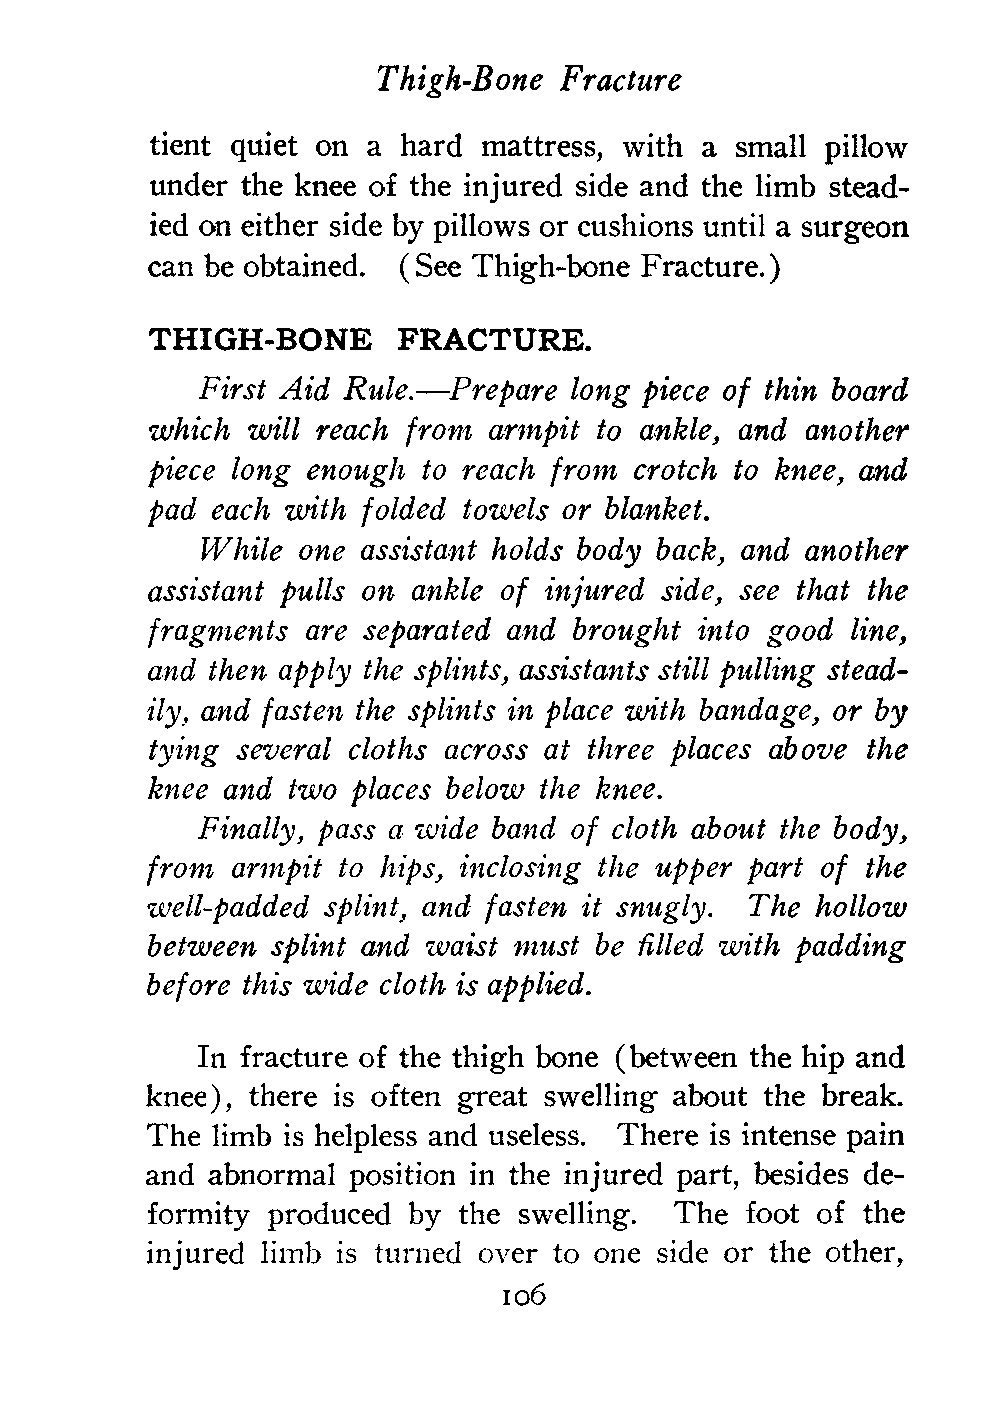 Thigh-Bone Fracture
tient quiet on a hard mattress, with a small pillow
under the knee of the injured side and the limb stead-
ied on either side by pillows or cushions until a surgeon
can be obtained. (See Thigh-bone Fracture.)
THIGH-BONE FRACTURE.
First Aid Rule.—Prepare long piece of thin board
which will reach from armpit to ankle, and another
piece long enough to reach from crotch to knee, and
pad each with folded towels or blanket.
While one assistant holds body back, and another
assistant pulls on ankle of injured side, see that the
fragments are separated and brought into good line,
and then apply the splints, assistants still pulling stead-
ily, and fasten the splints in place with bandage, or by
tying several cloths across at three places above the
knee and two places below the knee.
Finally, pass a wide band of cloth about the body,
from armpit to hips, inclosing the upper part of the
well-padded splint, and fasten it snugly. The hollow
between splint and waist must be filled with padding
before this wide cloth is applied.
In fracture of the thigh bone (between the hip and
knee), there is often great swelling about the break.
The limb is helpless and useless. There is intense pain
and abnormal position in the injured part, besides de-
formity produced by the swelling. The foot of the
injured limb is turned over to one side or the other,
106